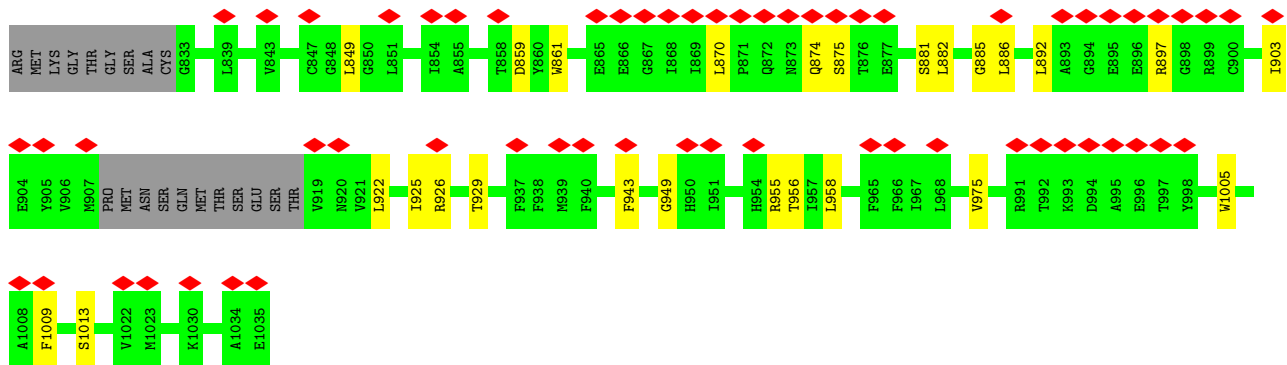 ARG MET LYS GLY THR GLY SER ALA CYS G833 L839 V843 C847 G848 L849 G850 L851 I854 A855 T858 D859 Y860 W861 E865 E866 G867 I868 I869 L870 P871 Q872 N873 Q874 S875 T876 E877 S881 L882 G885 L886 L892 A893 G894 E895 E896 R897 G898 R899 C900 I903
E904 Y905 V906 M907 PRO MET ASN SER GLN MET THR SER GLU SER THR V919 N920 V921 L922 I925 R926 T929 F937 F938 M939 F940 F943 G949 H950 I951 H954 R955 T956 I957 L958 F965 F966 I967 L968 V975 R991 T992 K993 D994 A995 E996 T997 Y998 W1005
A1008 F1009 S1013 V1022 M1023 K1030 A1034 E1035